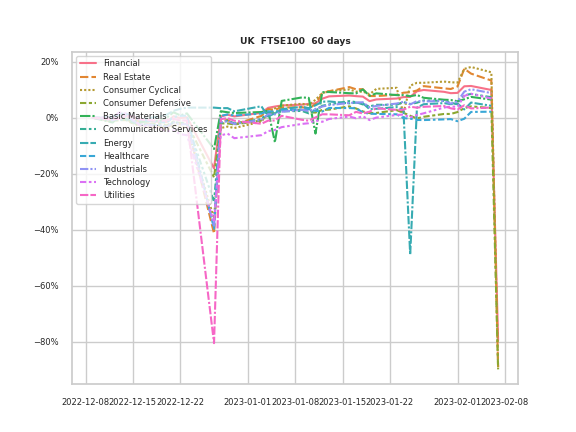 UK FTSE100 60 days
20%
0%
−20%
−40%
−60%
−80%
Financial
Real Estate
Consumer Cyclical
Consumer Defensive
Basic Materials
Communication Services
Energy
Healthcare
Industrials
Technology
Utilities
2022-12-08 2022-12-15 2022-12-22 2023-01-01 2023-01-08 2023-01-15 2023-01-22 2023-02-01 2023-02-08